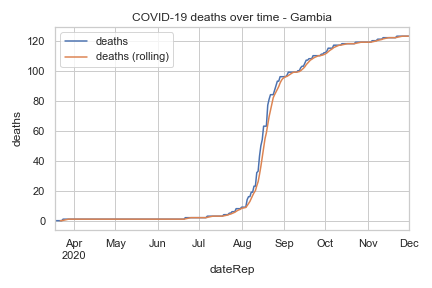 COVID-19 deaths over time - Gambia
deaths
deaths (rolling)
120
100
80
60
40
20
0
deaths
Apr May Jun Jul Aug Sep Oct Nov Dec
2020
dateRep